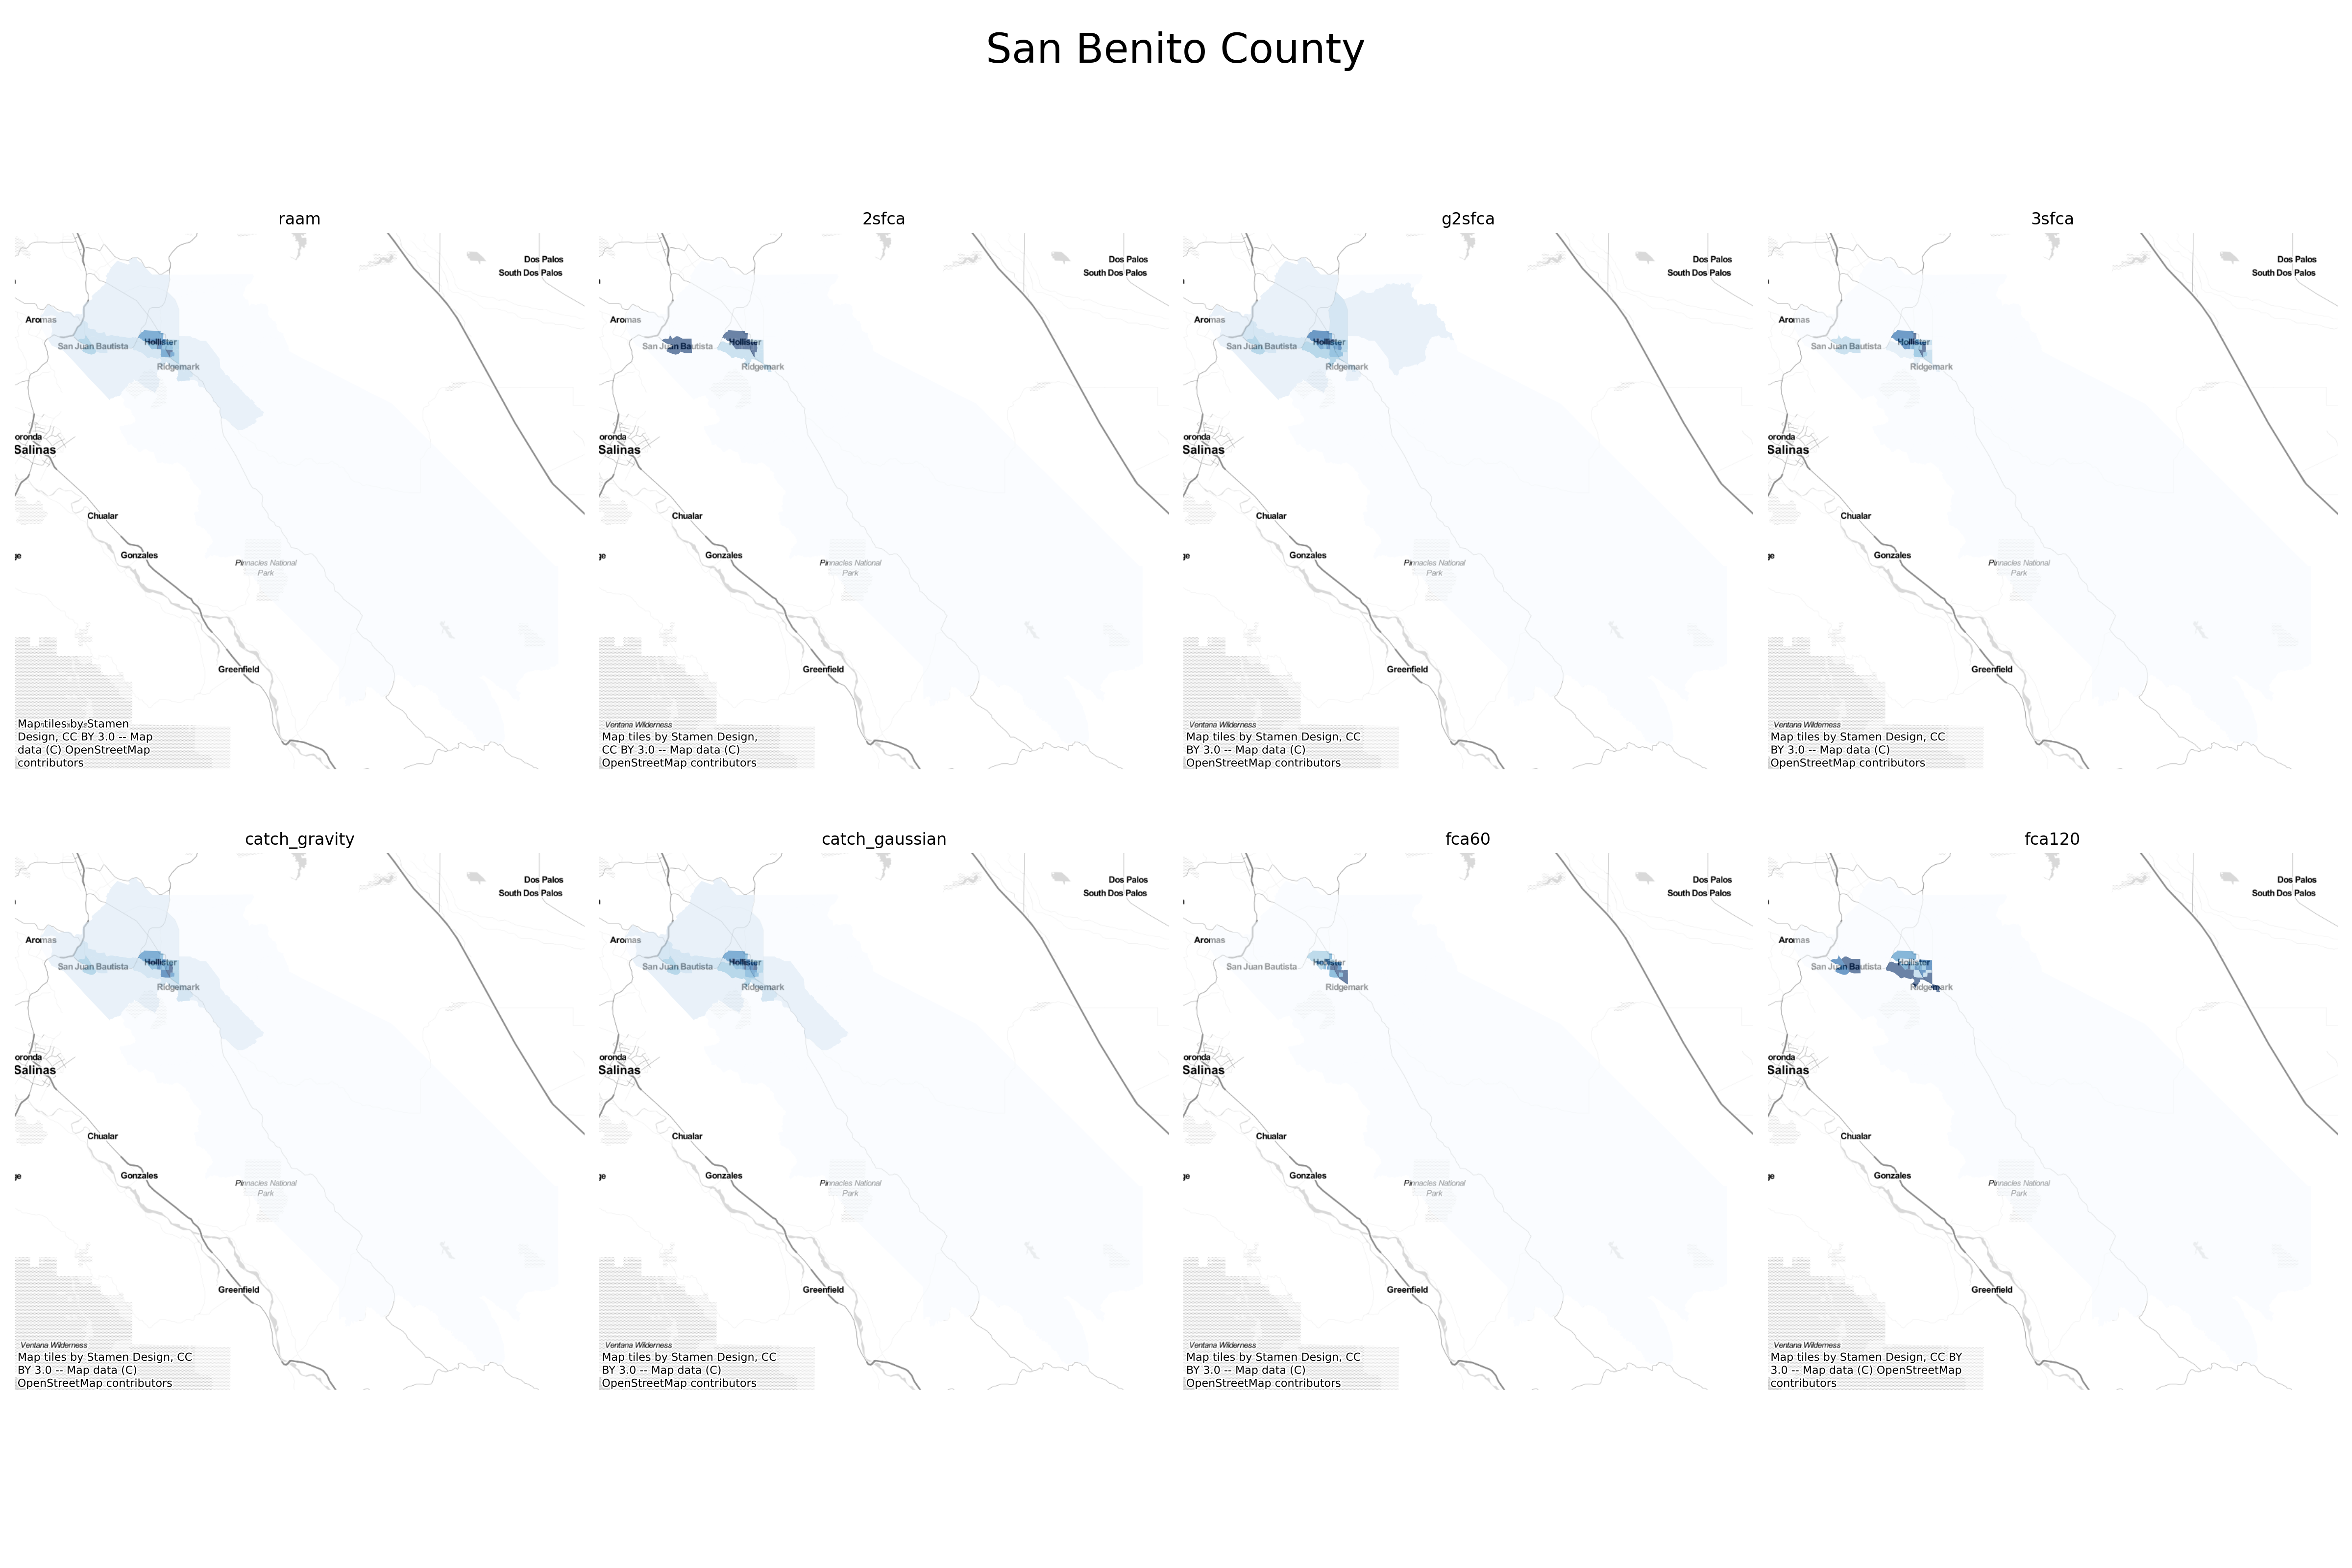 San Benito County
raam
2sfca
g2sfca
3sfca
Dos Palos
South Dos Palos
Aromas
San Juan Bautista
Hollister
Ridgemark
oronda
Salinas
Chualar
Gonzales
ge
Pinnacles National
Park
Greenfield
Map tiles by Stamen
Design, CC BY 3.0 -- Map
data (C) OpenStreetMap
contributors
Dos Palos
South Dos Palos
Aromas
San Juan Bautista
Hollister
Ridgemark
oronda
Salinas
Chualar
Gonzales
ge
Pinnacles National
Park
Greenfield
Ventana Wilderness
Map tiles by Stamen Design,
CC BY 3.0 -- Map data (C)
OpenStreetMap contributors
Dos Palos
South Dos Palos
Aromas
San Juan Bautista
Hollister
Ridgemark
oronda
Salinas
Chualar
Gonzales
ge
Pinnacles National
Park
Greenfield
Ventana Wilderness
Map tiles by Stamen Design, CC
BY 3.0 -- Map data (C)
OpenStreetMap contributors
Dos Palos
South Dos Palos
Aromas
San Juan Bautista
Hollister
Ridgemark
oronda
Salinas
Chualar
Gonzales
ge
Pinnacles National
Park
Greenfield
Ventana Wilderness
Map tiles by Stamen Design, CC
BY 3.0 -- Map data (C)
OpenStreetMap contributors
catch_gravity
catch_gaussian
fca60
fca120
Dos Palos
South Dos Palos
Aromas
San Juan Bautista
Hollister
Ridgemark
oronda
Salinas
Chualar
Gonzales
ge
Pinnacles National
Park
Greenfield
Ventana Wilderness
Map tiles by Stamen Design, CC
BY 3.0 -- Map data (C)
OpenStreetMap contributors
Dos Palos
South Dos Palos
Aromas
San Juan Bautista
Hollister
Ridgemark
oronda
Salinas
Chualar
Gonzales
ge
Pinnacles National
Park
Greenfield
Ventana Wilderness
Map tiles by Stamen Design, CC
BY 3.0 -- Map data (C)
OpenStreetMap contributors
Dos Palos
South Dos Palos
Aromas
San Juan Bautista
Hollister
Ridgemark
oronda
Salinas
Chualar
Gonzales
ge
Pinnacles National
Park
Greenfield
Ventana Wilderness
Map tiles by Stamen Design, CC
BY 3.0 -- Map data (C)
OpenStreetMap contributors
Dos Palos
South Dos Palos
Aromas
San Juan Bautista
Hollister
Ridgemark
oronda
Salinas
Chualar
Gonzales
ge
Pinnacles National
Park
Greenfield
Ventana Wilderness
Map tiles by Stamen Design, CC BY
3.0 -- Map data (C) OpenStreetMap
contributors